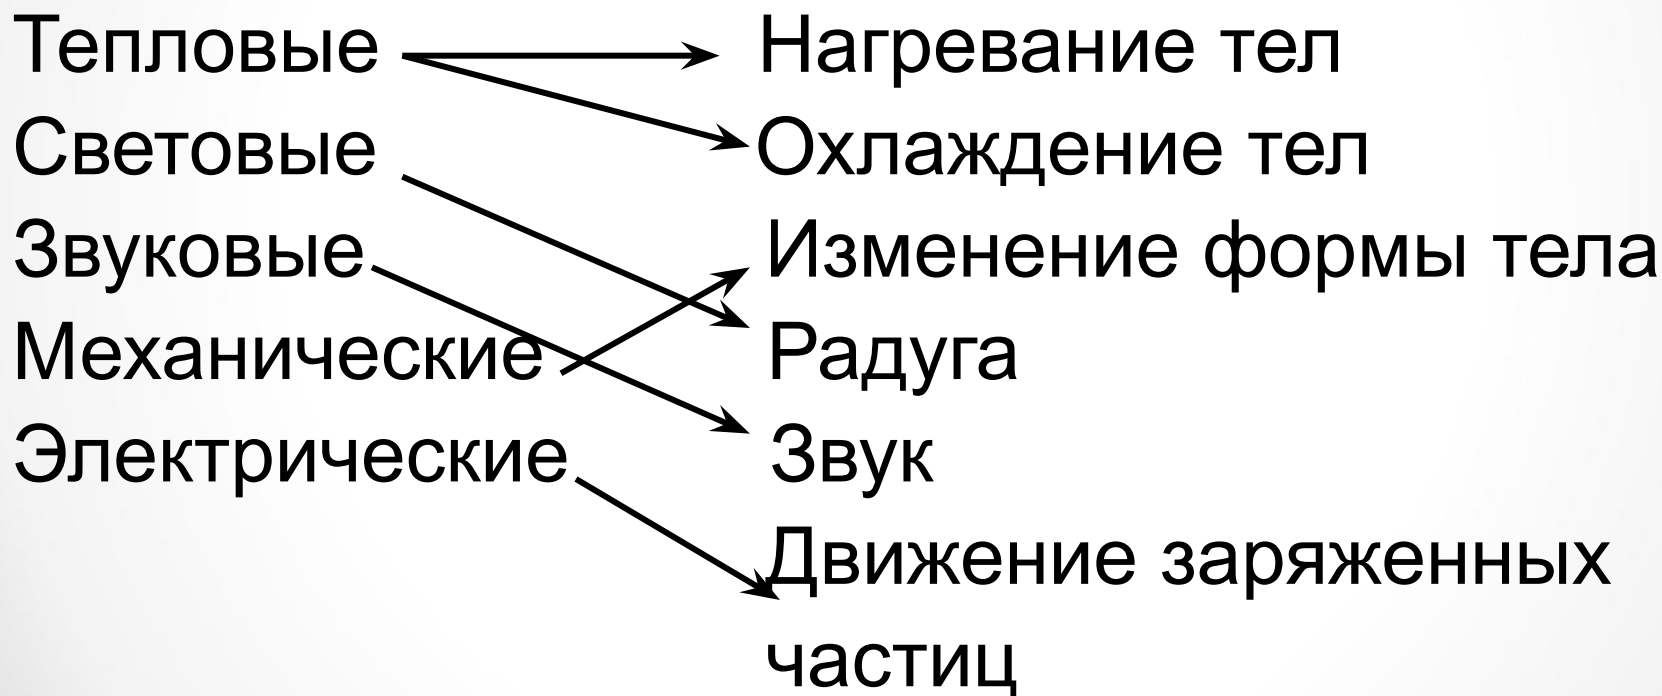 Тепловые
Световые
Звуковые
Механические
Электрические
Нагревание тел
Охлаждение тел
Изменение формы тела
Радуга
Звук
Движение заряженных
частиц